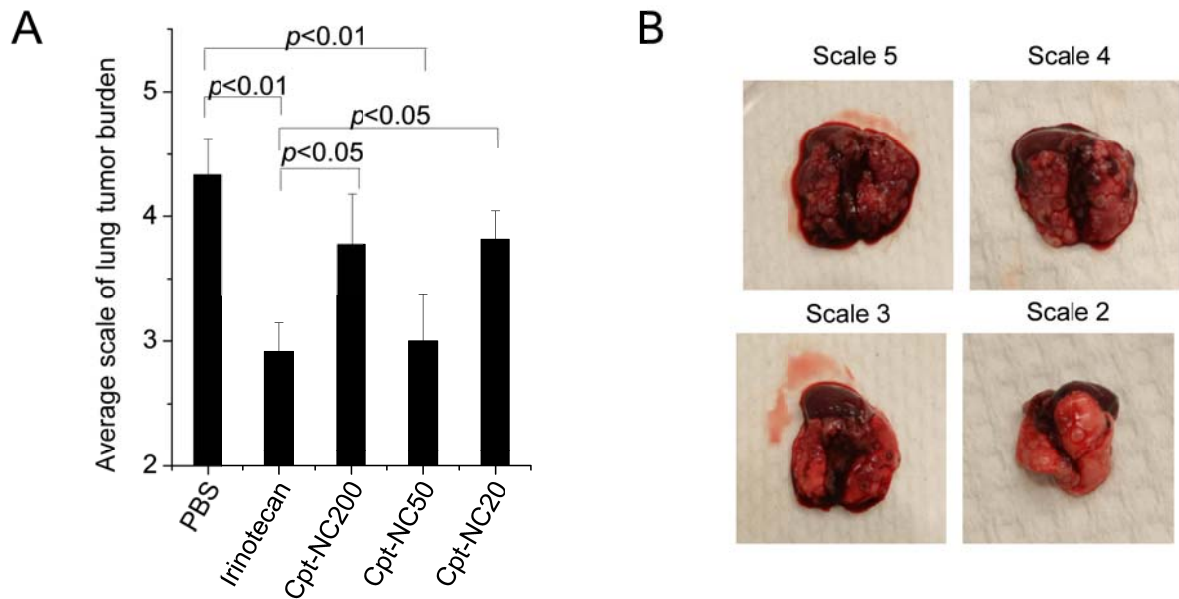 A
Average scale of lung tumor burden
5
4
3
2
p<0.01
p<0.01
p<0.05
p<0.05
PBS
Irinotecan
Cpt-NC200
Cpt-NC50
Cpt-NC20
B
Scale 5
Scale 4
Scale 3
Scale 2